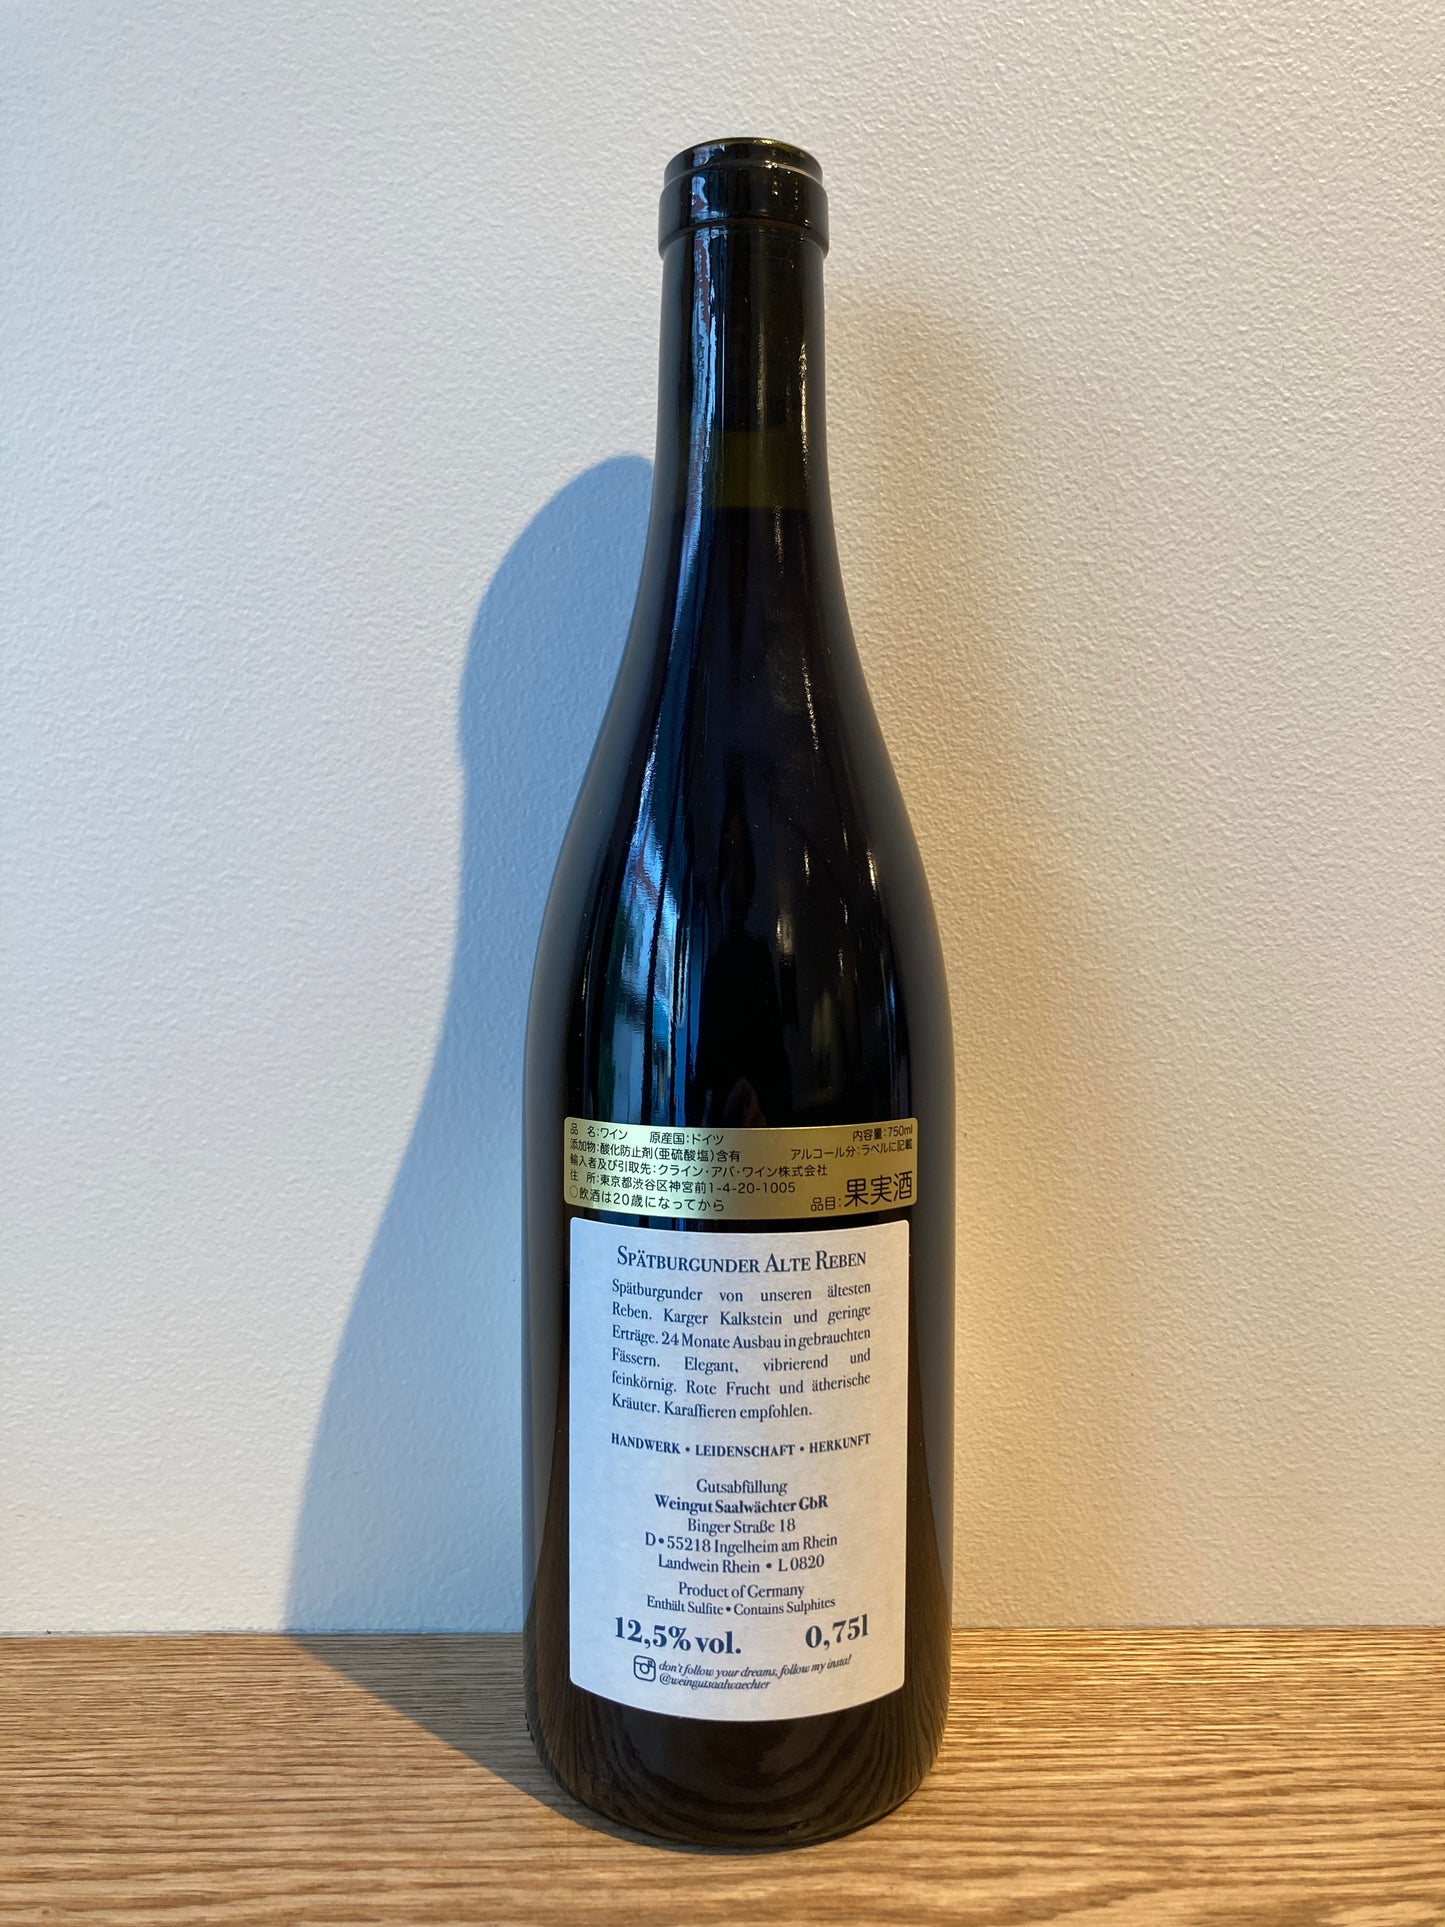 品　名：ワイン　原産国：ドイツ　内容量：750ml
添加物：酸化防止剤（亜硫酸塩）含有　アルコール分：ラベルに記載
輸入者及び引取先：クライン・アバ・ワイン株式会社
住　所：東京都渋谷区神宮前1-4-20-1005
○飲酒は20歳になってから　品目：果実酒
SPÄTBURGUNDER ALTE REBEN
Spätburgunder von unseren ältesten
Reben. Karger Kalkstein und geringe
Erträge. 24 Monate Ausbau in gebrauchten
Fässern. Elegant, vibrierend und
feinkörnig. Rote Frucht und ätherische
Kräuter. Karaffieren empfohlen.
HANDWERK • LEIDENSCHAFT • HERKUNFT
Gutsabfüllung
Weingut Saalwächter GbR
Binger Straße 18
D • 55218 Ingelheim am Rhein
Landwein Rhein • L 0820
Product of Germany
Enthält Sulfite • Contains Sulphites
12,5% vol. 0,75l
don't follow your dreams, follow my insta!
@weingutsaalwaechter